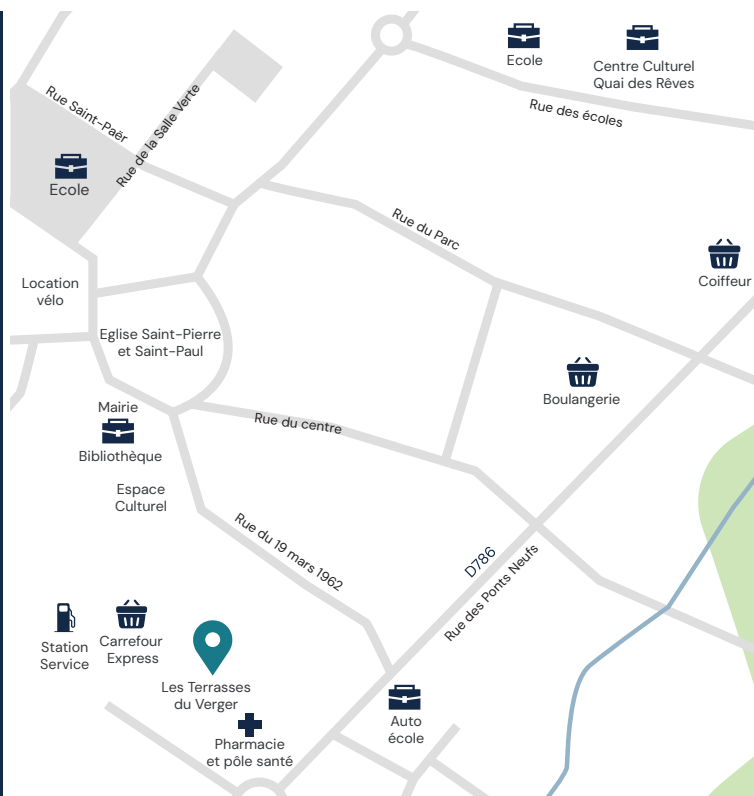 Ecole
Centre Culturel
Quai des Rêves
Rue des écoles
Rue Saint-Paër
Rue de la Salle Verte
Ecole
Rue du Parc
Coiffeur
Location
vélo
Eglise Saint-Pierre
et Saint-Paul
Boulangerie
Mairie
Rue du centre
Bibliothèque
Espace
Culturel
Rue du 19 mars 1962
D786
Rue des Ponts Neufs
Station
Service
Carrefour
Express
Les Terrasses
du Verger
Auto
école
Pharmacie
et pôle santé